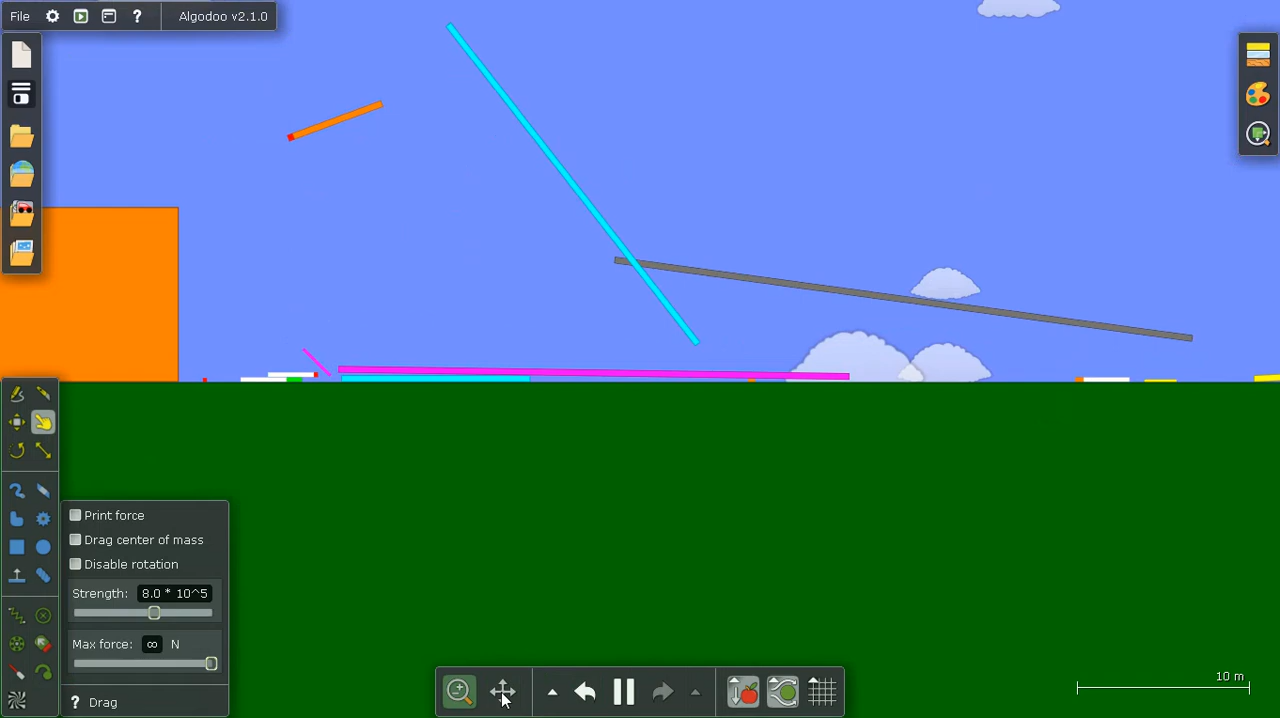 File
?
Algodoo v2.1.0
Print force
Drag center of mass
Disable rotation
Strength: 8.0 * 10^5
Max force: ∞ N
? Drag
10 m